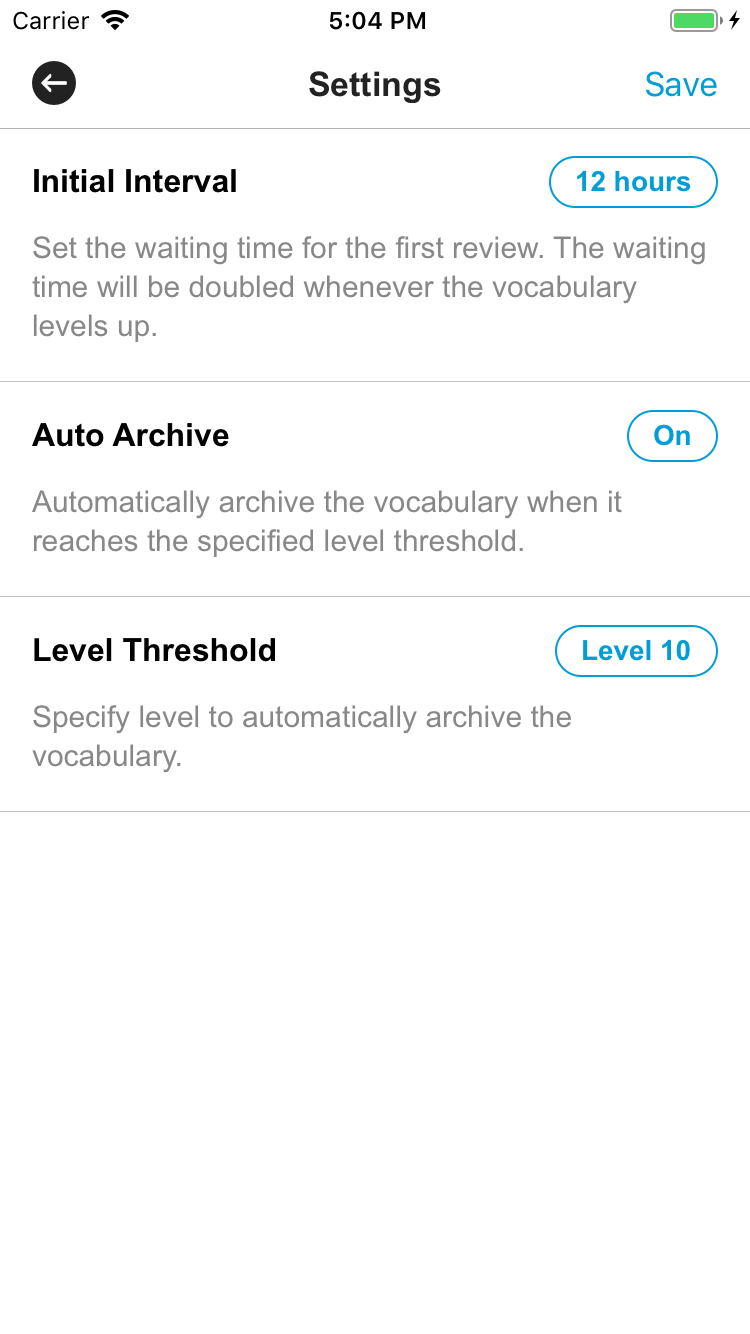 Carrier 5:04 PM
Settings Save
Initial Interval 12 hours
Set the waiting time for the first review. The waiting
time will be doubled whenever the vocabulary
levels up.
Auto Archive On
Automatically archive the vocabulary when it
reaches the specified level threshold.
Level Threshold Level 10
Specify level to automatically archive the
vocabulary.